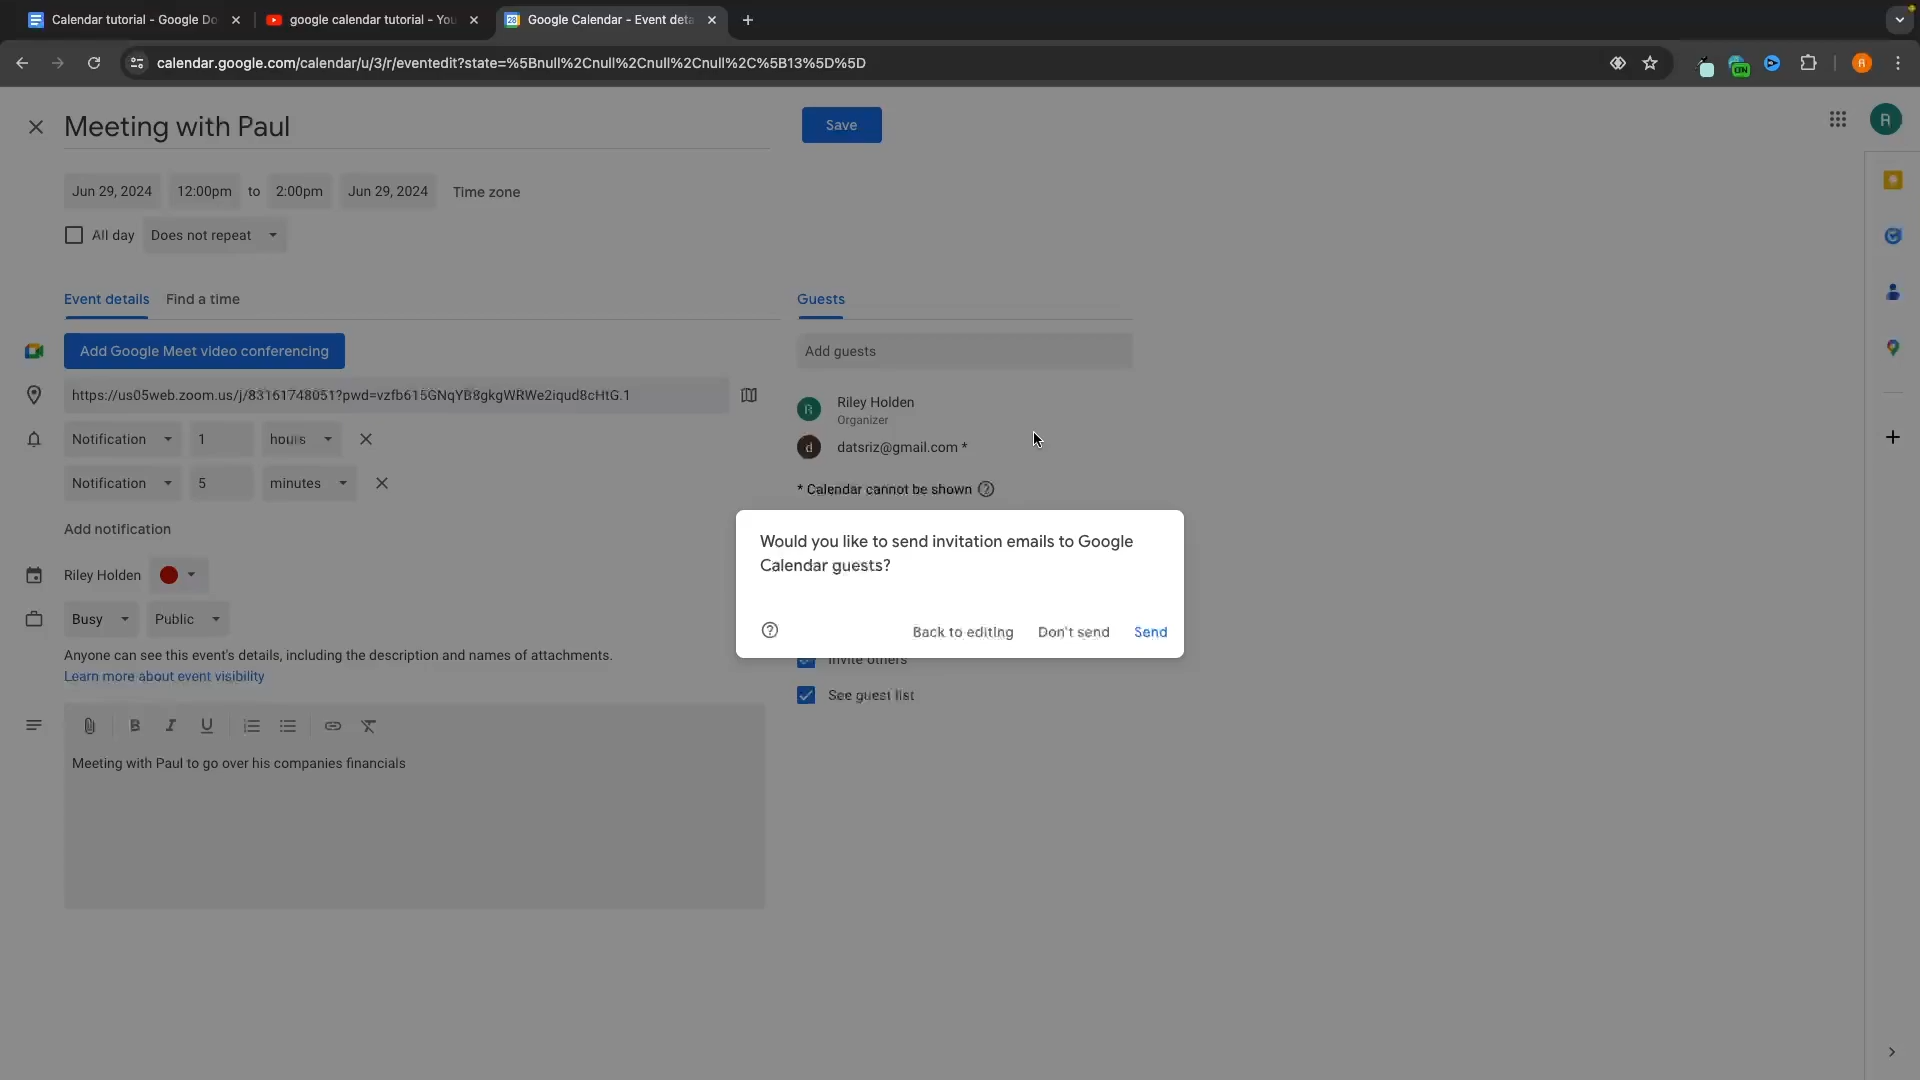 Calendar tutorial - Google Do
google calendar tutorial - You
Google Calendar - Event deta
calendar.google.com/calendar/u/3/r/eventedit?state=%5Bnull%2Cnull%2Cnull%2Cnull%2C%5B13%5D%5D
ON
R
Meeting with Paul
Save
R
Jun 29, 2024 12:00pm to 2:00pm Jun 29, 2024 Time zone
All day Does not repeat
Event details Find a time
Guests
Add Google Meet video conferencing
Add guests
https://us05web.zoom.us/j/83161748051?pwd=vzfb615GNqYB8gkgWRWe2iqud8cHtG.1
R Riley Holden
Organizer
Notification 1 hours
d datsriz@gmail.com *
Notification 5 minutes
* Calendar cannot be shown
Add notification
Would you like to send invitation emails to Google
Calendar guests?
Back to editing Don't send Send
Riley Holden
Busy Public
Anyone can see this event's details, including the description and names of attachments.
Learn more about event visibility
Invite others
See guest list
B I U
Meeting with Paul to go over his companies financials